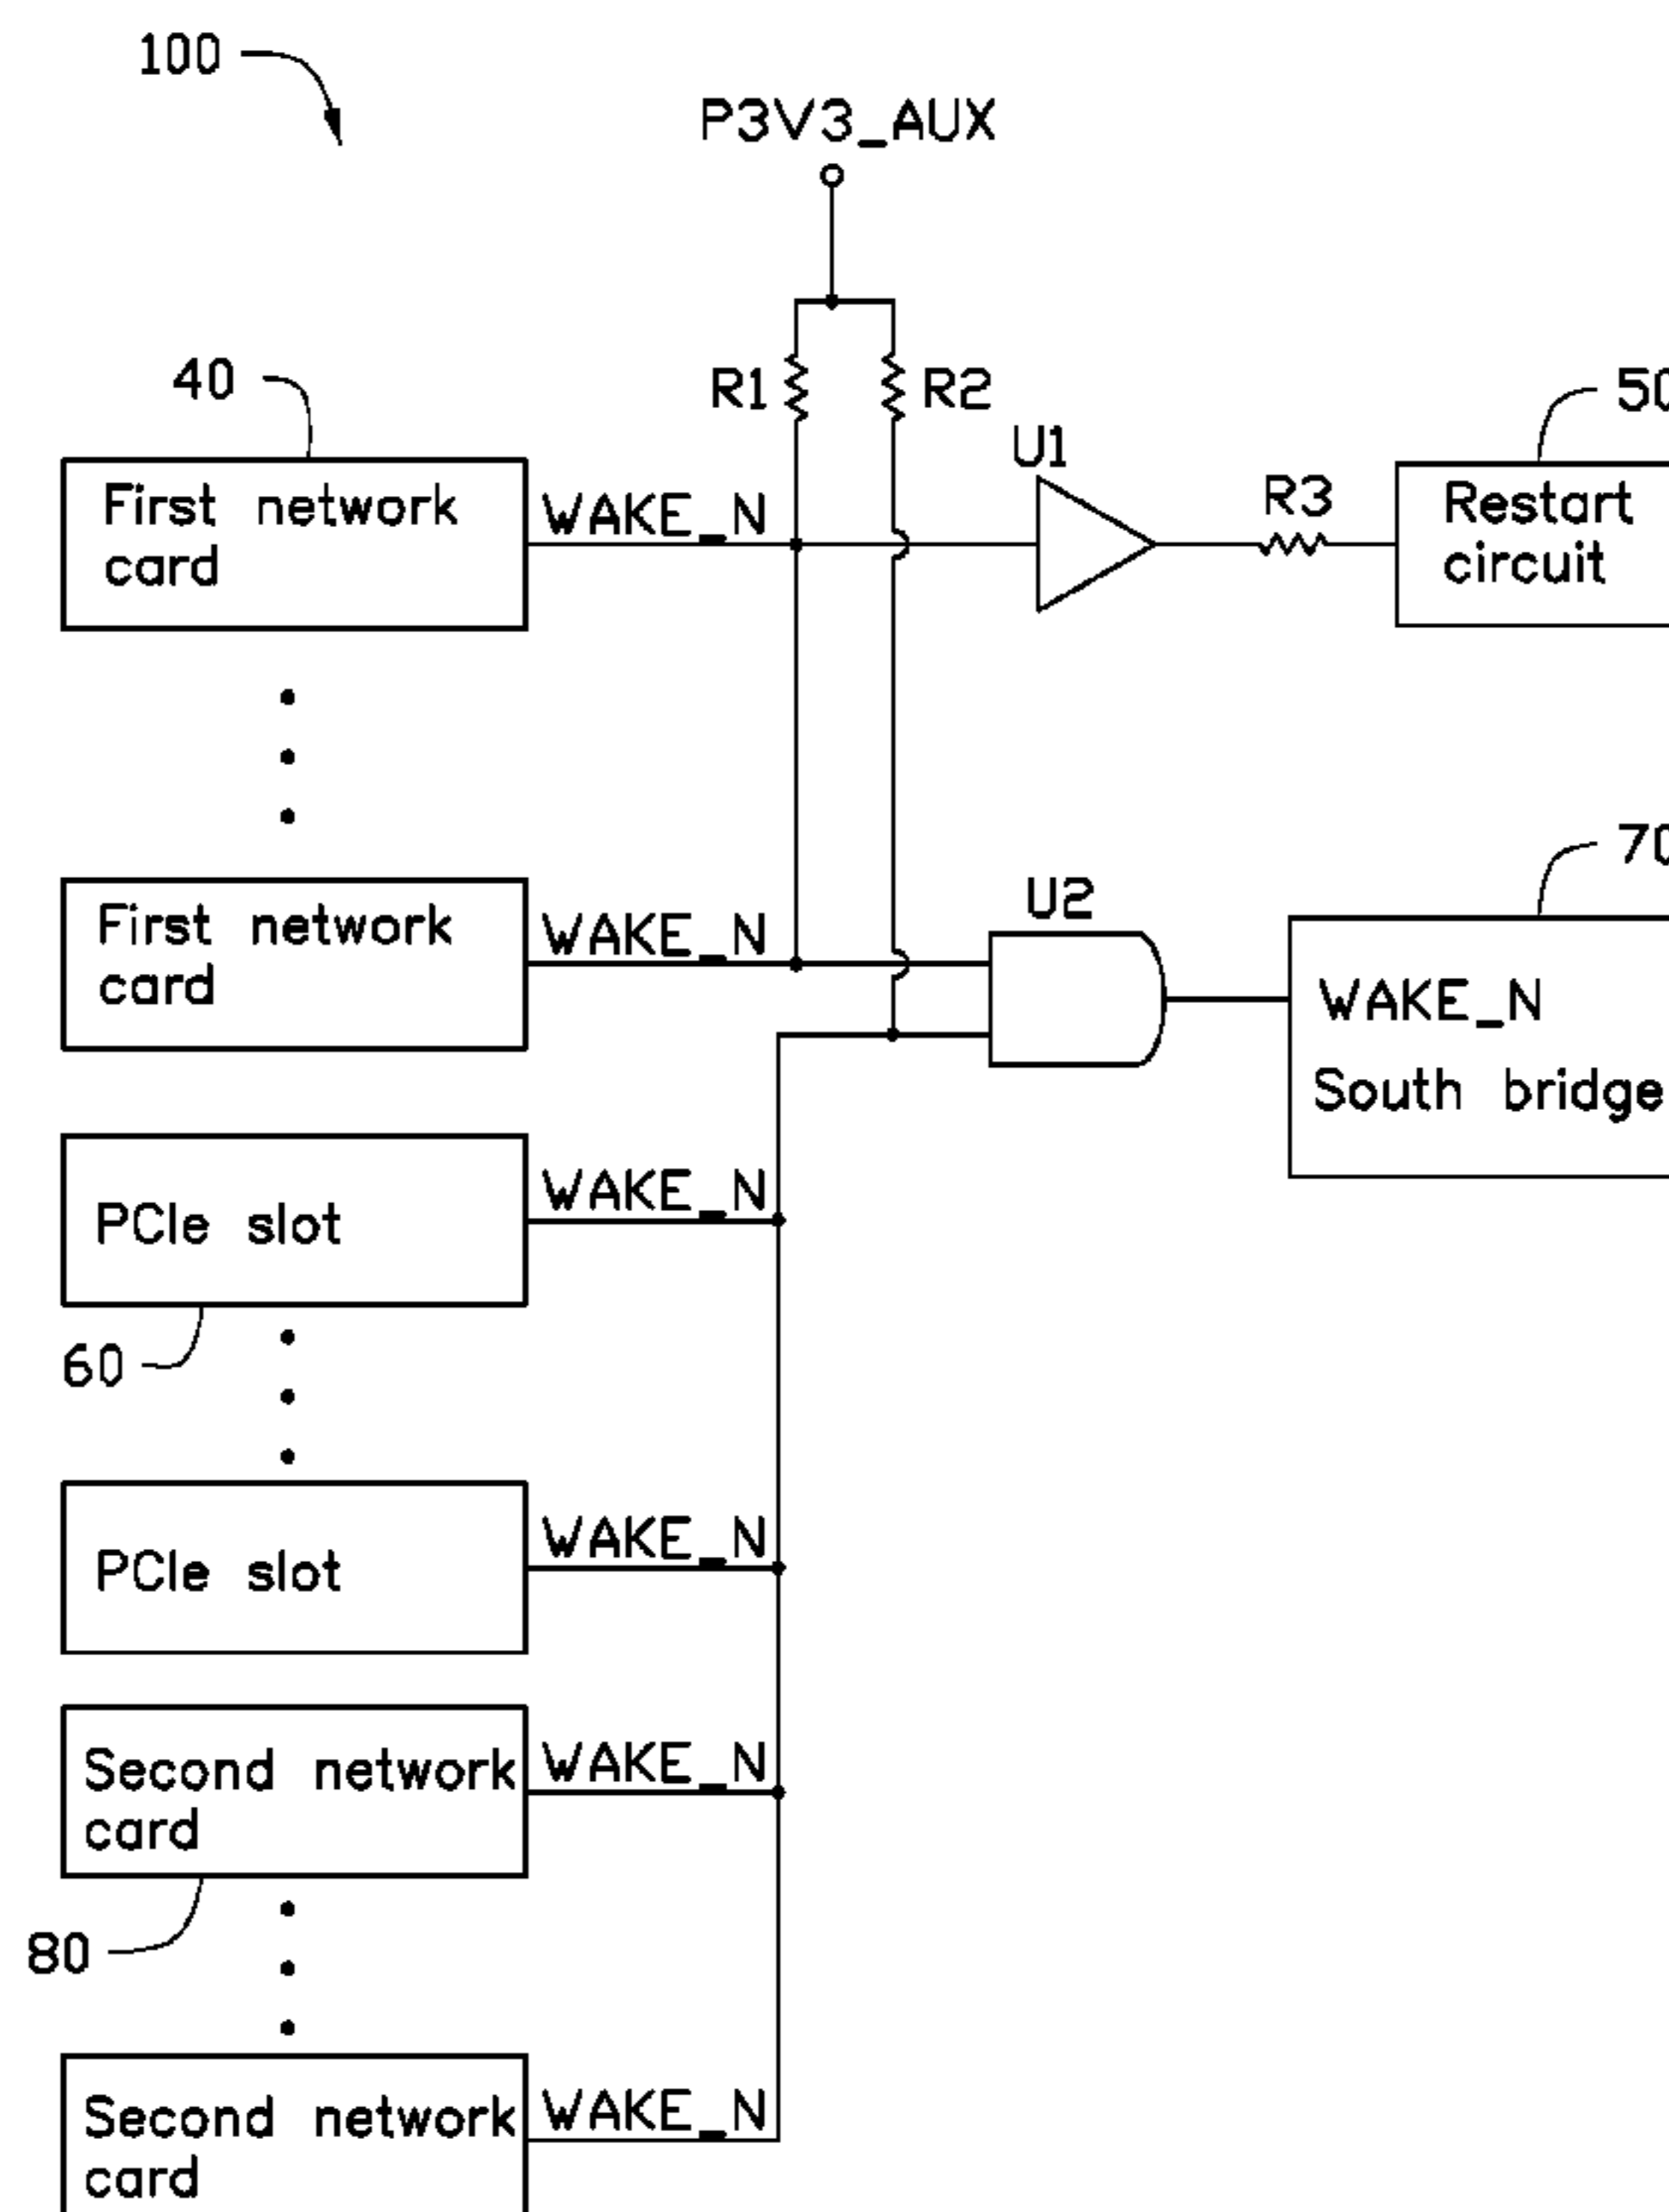 100
P3V3_AUX
40
R1
R2
U1
R3
50
First network
card
WAKE_N
Restart
circuit
70
First network
card
WAKE_N
U2
WAKE_N
South bridge
PCIe slot
WAKE_N
60
PCIe slot
WAKE_N
Second network
card
WAKE_N
80
Second network
card
WAKE_N